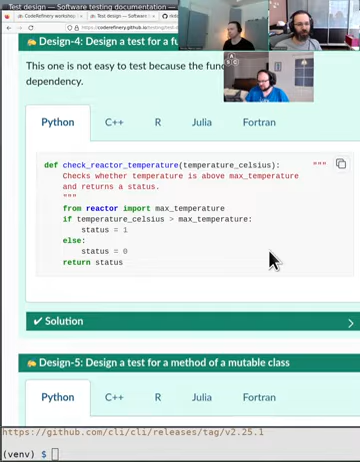 Test design — Software testing documentation —
CodeRefinery workshop
Test design — Software
https://coderefinery.github.io/testing/test-
Design-4: Design a test for a fu
This one is not easy to test because the func
dependency.
Python C++ R Julia Fortran
def check_reactor_temperature(temperature_celsius): """
Checks whether temperature is above max_temperature
and returns a status.
"""
from reactor import max_temperature
if temperature_celsius > max_temperature:
status = 1
else:
status = 0
return status
✔ Solution
Design-5: Design a test for a method of a mutable class
Python C++ R Julia Fortran
https://github.com/cli/cli/releases/tag/v2.25.1
(venv) $